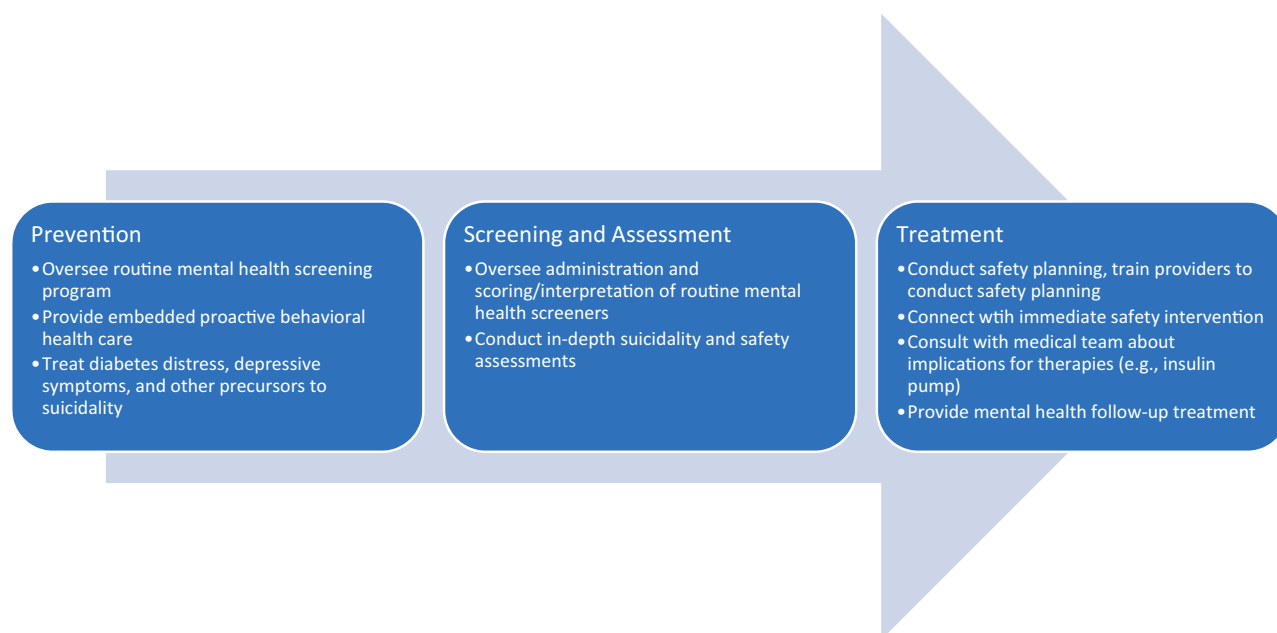 Prevention
•Oversee routine mental health screening
program
•Provide embedded proactive behavioral
health care
•Treat diabetes distress, depressive
symptoms, and other precursors to
suicidality
Screening and Assessment
•Oversee administration and
scoring/interpretation of routine mental
health screeners
•Conduct in-depth suicidality and safety
assessments
Treatment
•Conduct safety planning, train providers to
conduct safety planning
•Connect wtih immediate safety intervention
•Consult with medical team about
implications for therapies (e.g., insulin
pump)
•Provide mental health follow-up treatment